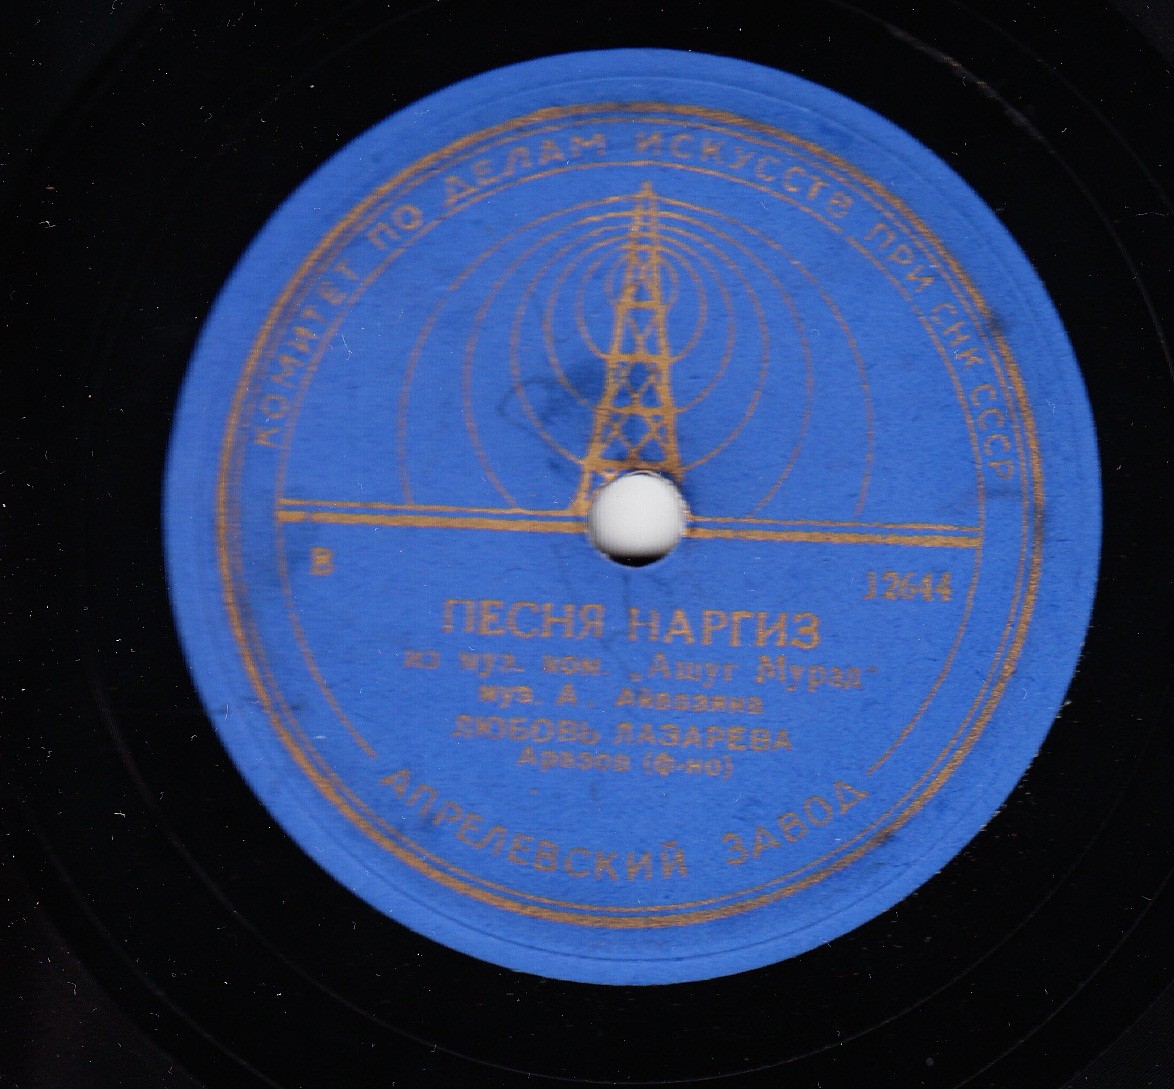 КОМИТЕТ ПО ДЕЛАМ ИСКУССТВ ПРИ СНК СССР
В
12644
ПЕСНЯ НАРГИЗ
из муз. ком. „Ашуг Мурад“
муз. А. Айвазяна
ЛЮБОВЬ ЛАЗАРЕВА
Аразов (ф-но)
АПРЕЛЕВСКИЙ ЗАВОД